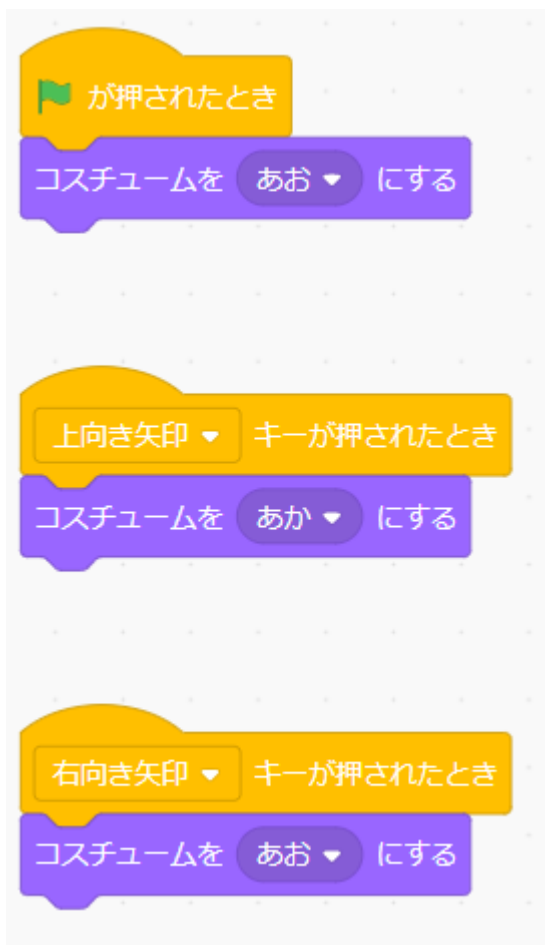 が押されたとき
コスチュームを あお にする
上向き矢印 キーが押されたとき
コスチュームを あか にする
右向き矢印 キーが押されたとき
コスチュームを あお にする